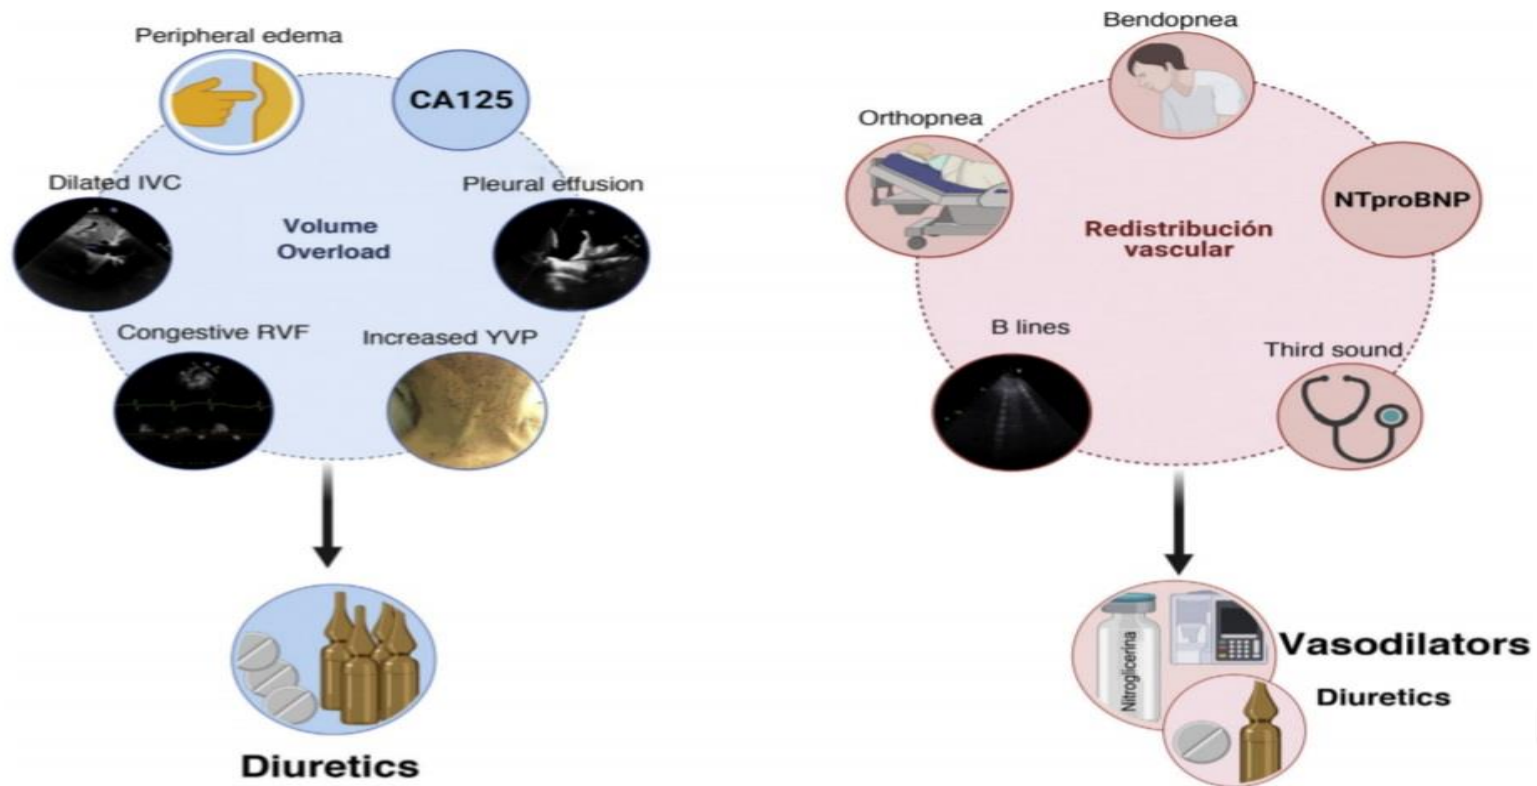 Peripheral edema
CA125
Dilated IVC
Pleural effusion
Volume
Overload
Congestive RVF
Increased YVP
Diuretics
Bendopnea
Orthopnea
NTproBNP
Redistribución
vascular
B lines
Third sound
Nitroglicerina
Vasodilators
Diuretics